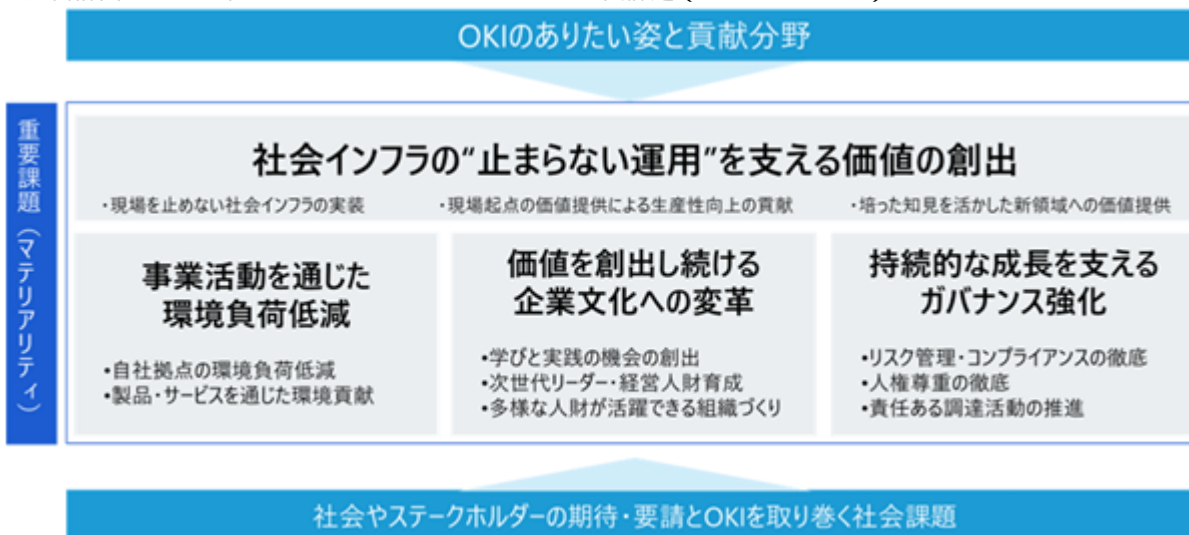 OKIのありたい姿と貢献分野
重要課題（マテリアリティ）
社会インフラの“止まらない運用”を支える価値の創出
・現場を止めない社会インフラの実装
・現場起点の価値提供による生産性向上の貢献
・培った知見を活かした新領域への価値提供
事業活動を通じた
環境負荷低減
•自社拠点の環境負荷低減
•製品・サービスを通じた環境貢献
価値を創出し続ける
企業文化への変革
•学びと実践の機会の創出
•次世代リーダー・経営人財育成
•多様な人財が活躍できる組織づくり
持続的な成長を支える
ガバナンス強化
•リスク管理・コンプライアンスの徹底
•人権尊重の徹底
•責任ある調達活動の推進
社会やステークホルダーの期待・要請とOKIを取り巻く社会課題